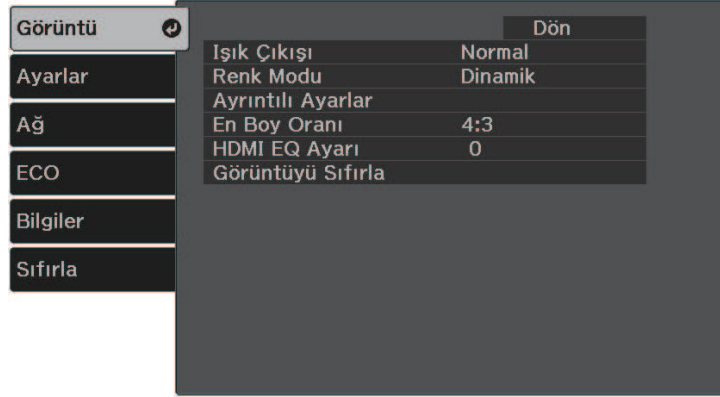 Görüntü
Ayarlar
Ağ
ECO
Bilgiler
Sıfırla
Dön
Işık Çıkışı Normal
Renk Modu Dinamik
Ayrıntılı Ayarlar
En Boy Oranı 4:3
HDMI EQ Ayarı 0
Görüntüyü Sıfırla